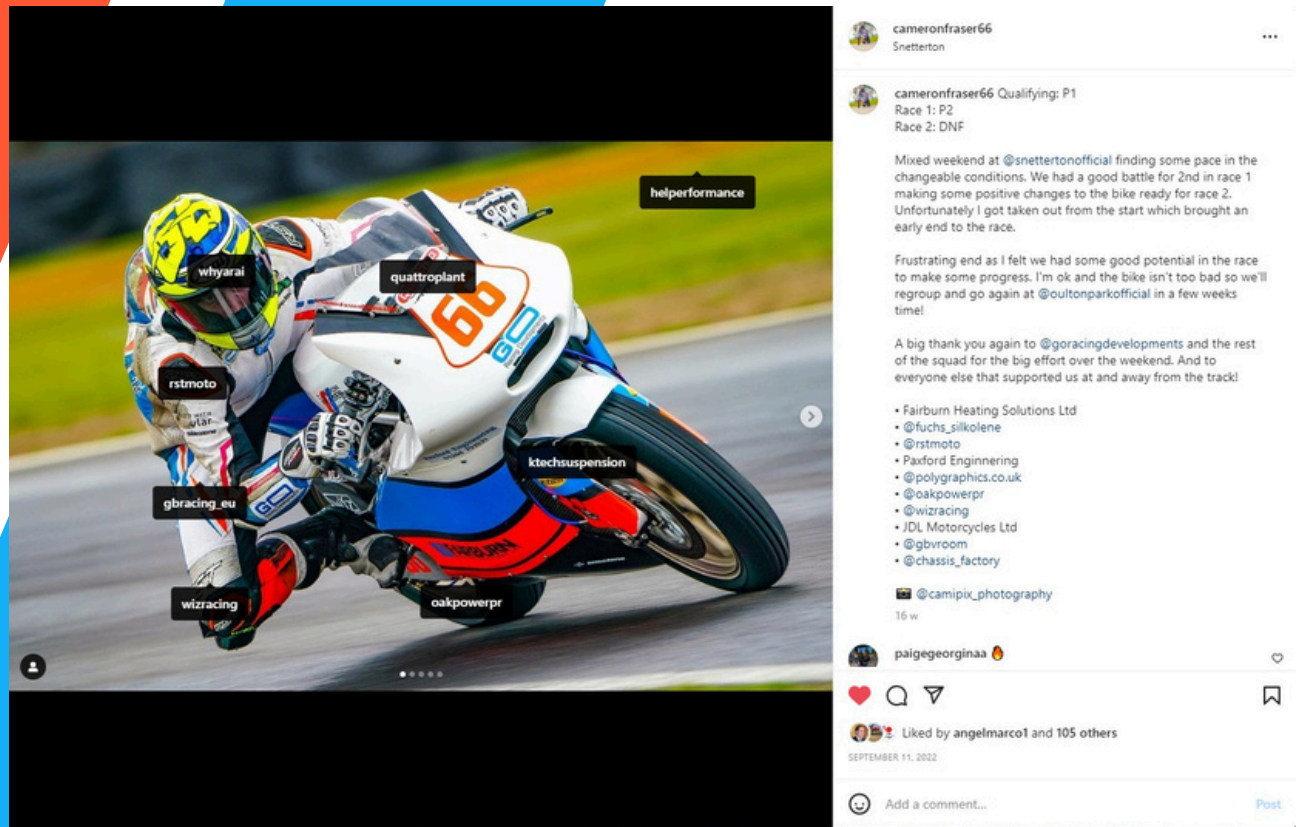 cameronfraser66
Snetterton
cameronfraser66 Qualifying: P1
Race 1: P2
Race 2: DNF
Mixed weekend at @snettertonofficial finding some pace in the
changeable conditions. We had a good battle for 2nd in race 1
making some positive changes to the bike ready for race 2.
Unfortunately I got taken out from the start which brought an
early end to the race.
Frustrating end as I felt we had some good potential in the race
to make some progress. I'm ok and the bike isn't too bad so we'll
regroup and go again at @oultonparkofficial in a few weeks
time!
A big thank you again to @goracingdevelopments and the rest
of the squad for the big effort over the weekend. And to
everyone else that supported us at and away from the track!
• Fairburn Heating Solutions Ltd
• @fuchs_silkolene
• @rstmoto
• Paxford Enginnering
• @polygraphics.co.uk
• @oakpowerpr
• @wizracing
• JDL Motorcycles Ltd
• @gbvroom
• @chassis_factory
@camipix_photography
16 w
paigegeorginaa
Liked by angelmarco1 and 105 others
SEPTEMBER 11, 2022
Add a comment...
Post
helperformance
whyarai
quattroplant
66
GO
Racing Developments
rstmoto
ktechsuspension
gbracing_eu
GO
FAIRBURN
wizracing
oakpowerpr